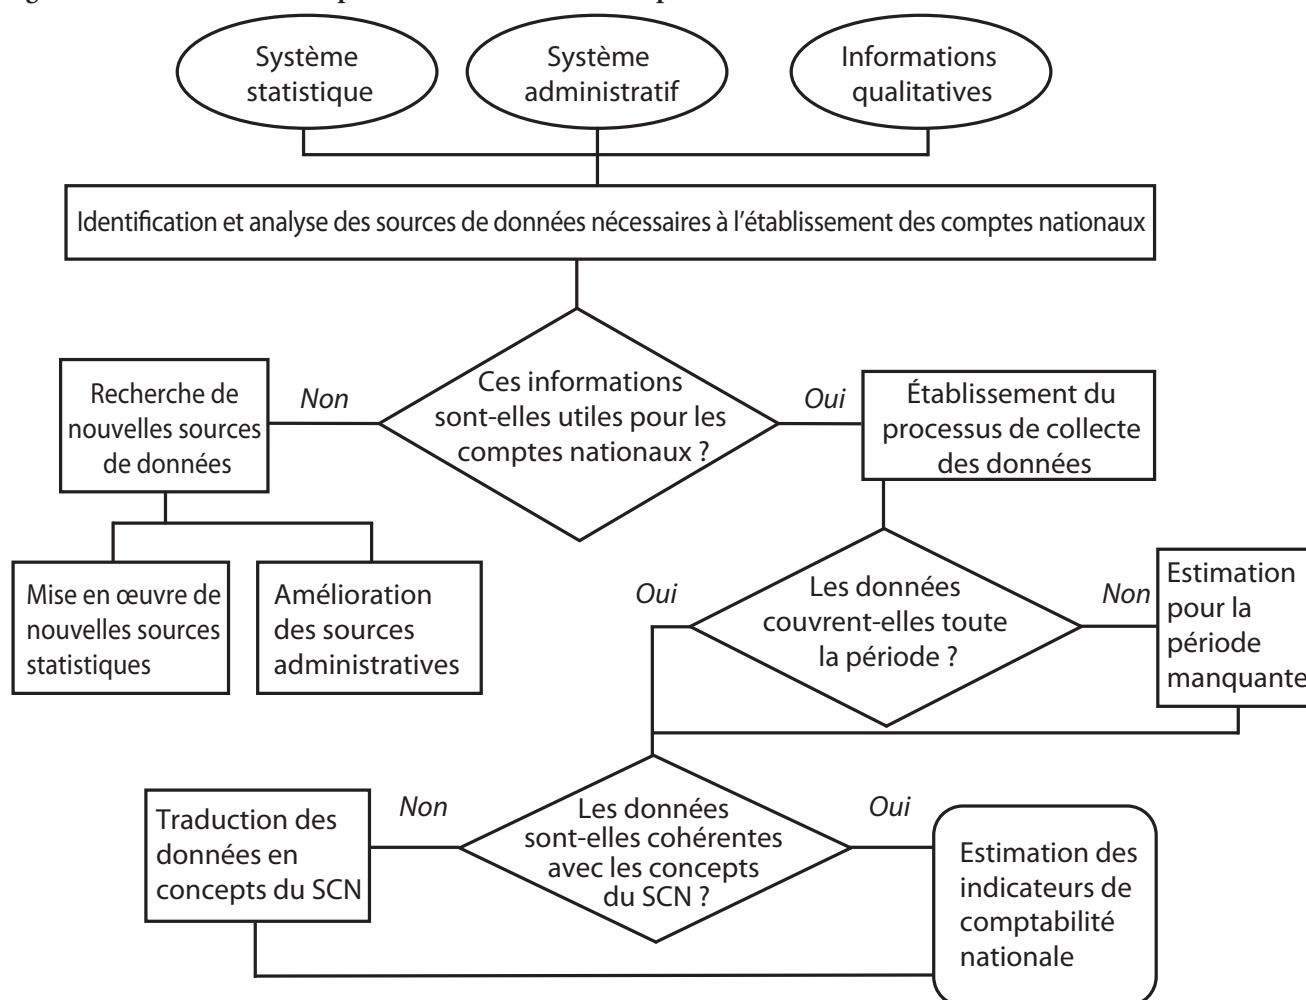 Système
statistique
Système
administratif
Informations
qualitatives
Identification et analyse des sources de données nécessaires à l'établissement des comptes nationaux
Recherche de
nouvelles sources
de données
Non
Ces informations
sont-elles utiles pour les
comptes nationaux ?
Oui
Établissement du
processus de collecte
des données
Mise en œuvre de
nouvelles sources
statistiques
Amélioration
des sources
administratives
Oui
Les données
couvrent-elles toute
la période ?
Non
Estimation
pour la
période
manquante
Traduction des
données en
concepts du SCN
Non
Les données
sont-elles cohérentes
avec les concepts
du SCN ?
Oui
Estimation des
indicateurs de
comptabilité
nationale